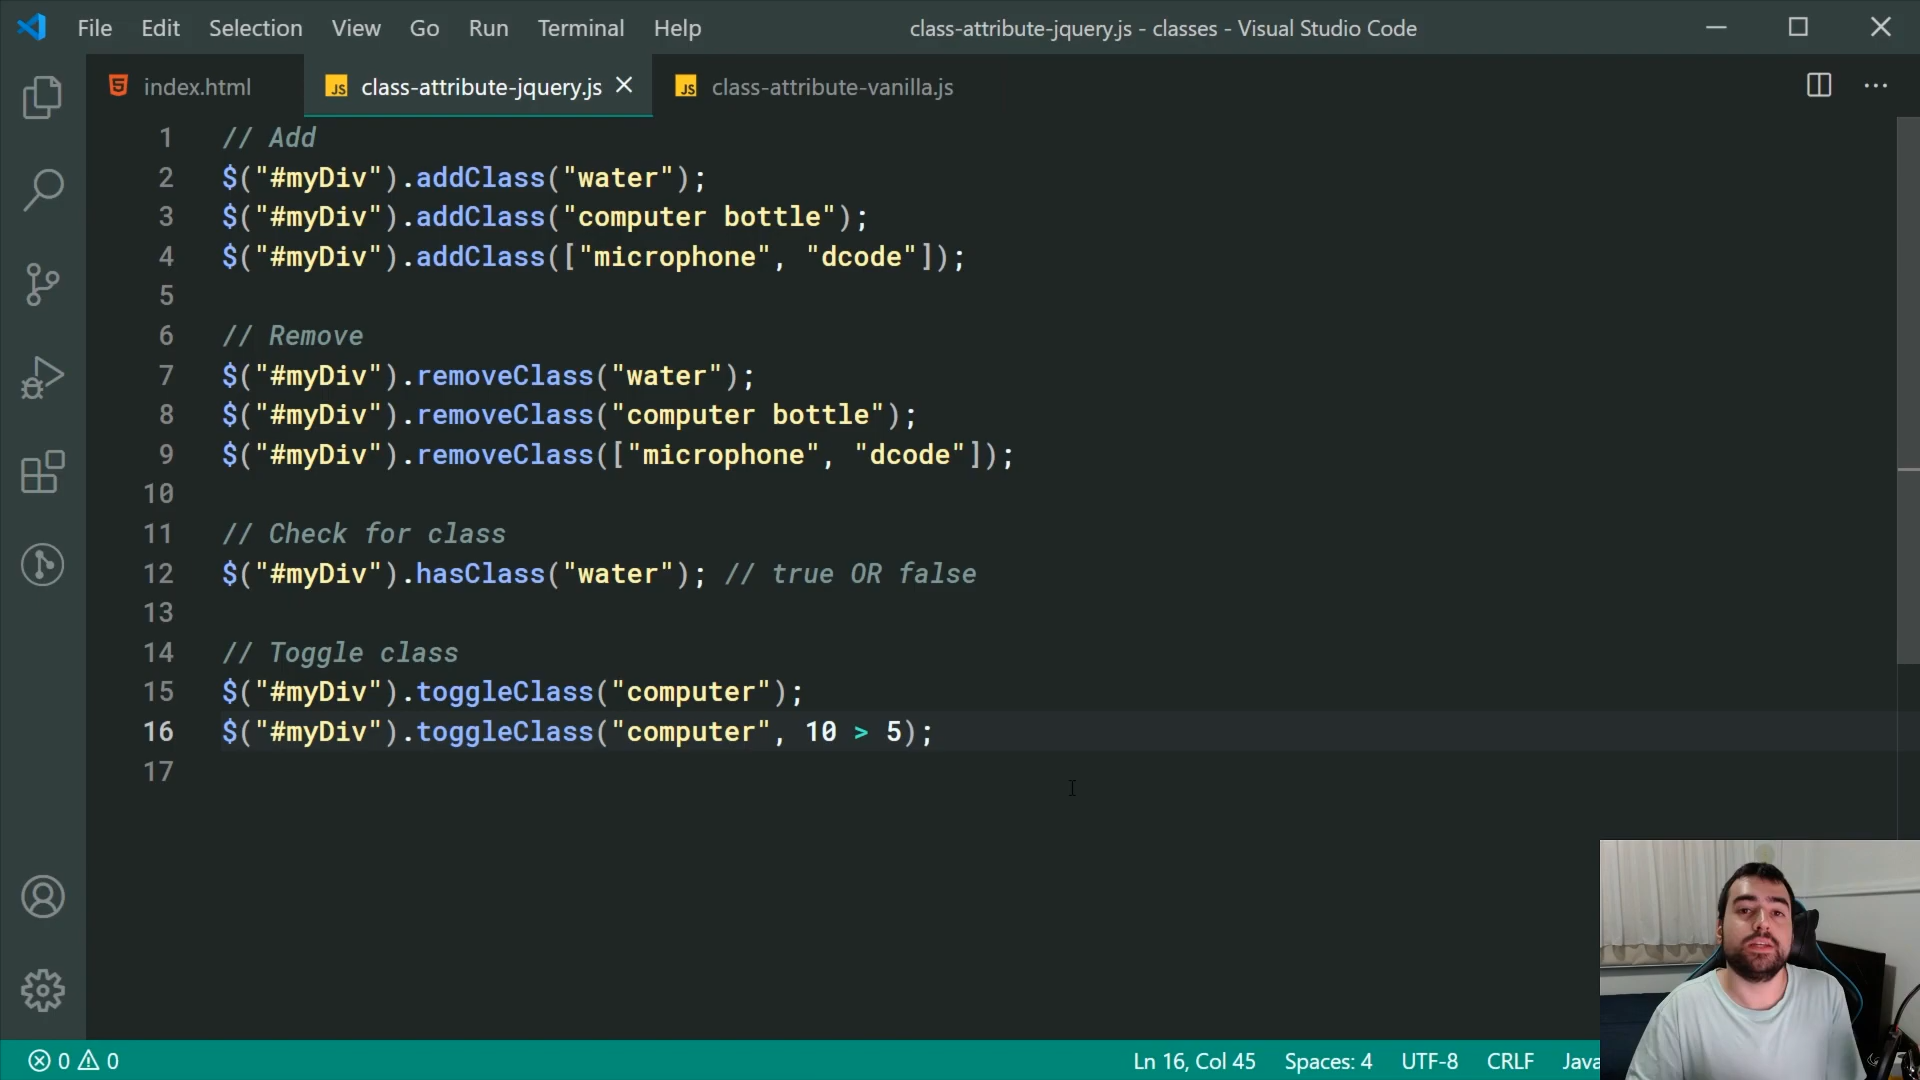 File Edit Selection View Go Run Terminal Help class-attribute-jquery.js - classes - Visual Studio Code
index.html JS class-attribute-jquery.js JS class-attribute-vanilla.js
1 // Add
2 $("#myDiv").addClass("water");
3 $("#myDiv").addClass("computer bottle");
4 $("#myDiv").addClass(["microphone", "dcode"]);
5
6 // Remove
7 $("#myDiv").removeClass("water");
8 $("#myDiv").removeClass("computer bottle");
9 $("#myDiv").removeClass(["microphone", "dcode"]);
10
11 // Check for class
12 $("#myDiv").hasClass("water"); // true OR false
13
14 // Toggle class
15 $("#myDiv").toggleClass("computer");
16 $("#myDiv").toggleClass("computer", 10 > 5);
17
0 0 Ln 16, Col 45 Spaces: 4 UTF-8 CRLF Java